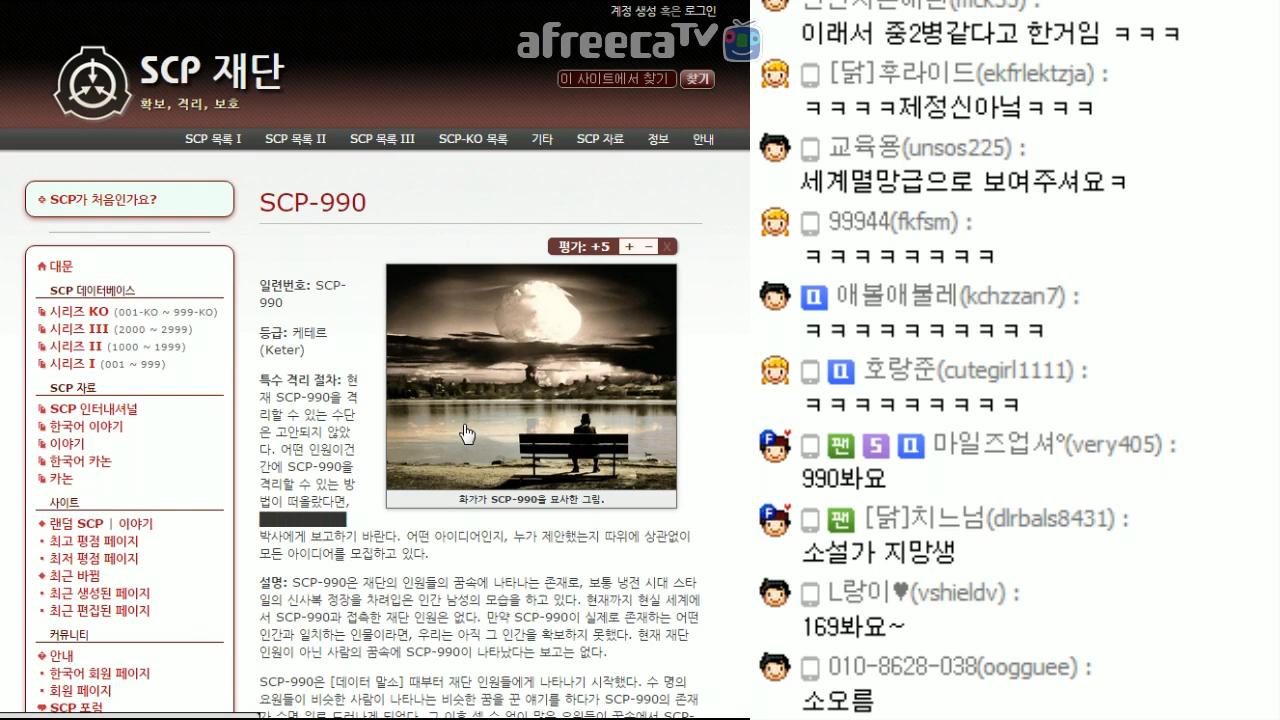 계정 생성 혹은 로그인
afreecaTV
SCP 재단
확보, 격리, 보호
이 사이트에서 찾기 찾기
SCP 목록 I SCP 목록 II SCP 목록 III SCP-KO 목록 기타 SCP 자료 정보 안내
SCP가 처음인가요?
대문
SCP 데이터베이스
시리즈 KO (001-KO ~ 999-KO)
시리즈 III (2000 ~ 2999)
시리즈 II (1000 ~ 1999)
시리즈 I (001 ~ 999)
SCP 자료
SCP 인터내셔널
한국어 이야기
이야기
한국어 카논
카논
사이트
랜덤 SCP | 이야기
최고 평점 페이지
최저 평점 페이지
최근 바뀜
최근 생성된 페이지
최근 편집된 페이지
커뮤니티
안내
한국어 회원 페이지
회원 페이지
SCP 포럼
SCP-990
평가: +5 + − X
일련번호: SCP-
990
등급: 케테르
(Keter)
특수 격리 절차: 현
재 SCP-990을 격
리할 수 있는 수단
은 고안되지 않았
다. 어떤 인원이건
간에 SCP-990을
격리할 수 있는 방
법이 떠올랐다면,
화가가 SCP-990을 묘사한 그림.
박사에게 보고하기 바란다. 어떤 아이디어인지, 누가 제안했는지 따위에 상관없이
모든 아이디어를 모집하고 있다.
설명: SCP-990은 재단의 인원들의 꿈속에 나타나는 존재로, 보통 냉전 시대 스타
일의 신사복 정장을 차려입은 인간 남성의 모습을 하고 있다. 현재까지 현실 세계에
서 SCP-990과 접촉한 재단 인원은 없다. 만약 SCP-990이 실제로 존재하는 어떤
인간과 일치하는 인물이라면, 우리는 아직 그 인간을 확보하지 못했다. 현재 재단
인원이 아닌 사람의 꿈속에 SCP-990이 나타났다는 보고는 없다.
SCP-990은 [데이터 말소] 때부터 재단 인원들에게 나타나기 시작했다. 수 명의
요원들이 비슷한 사람이 나타나는 비슷한 꿈을 꾼 얘기를 하다가 SCP-990의 존재
이래서 중2병같다고 한거임 ㅋㅋㅋ
[닭]후라이드(ekfrlektzja) :
ㅋㅋㅋㅋ제정신아닠ㅋㅋㅋ
교육용(unsos225) :
세계멸망급으로 보여주셔요ㅋ
99944(fkfsm) :
ㅋㅋㅋㅋㅋㅋㅋㅋ
애볼애불레(kchzzan7) :
ㅋㅋㅋㅋㅋㅋㅋㅋㅋㅋ
호랑준(cutegirl1111) :
ㅋㅋㅋㅋㅋㅋㅋㅋㅋ
팬 S 마일즈업셔°(very405) :
990봐요
팬 [닭]치느님(dlrbals8431) :
소설가 지망생
L랑이♥(vshieldv) :
169봐요~
010-8628-038(oogguee) :
소오름